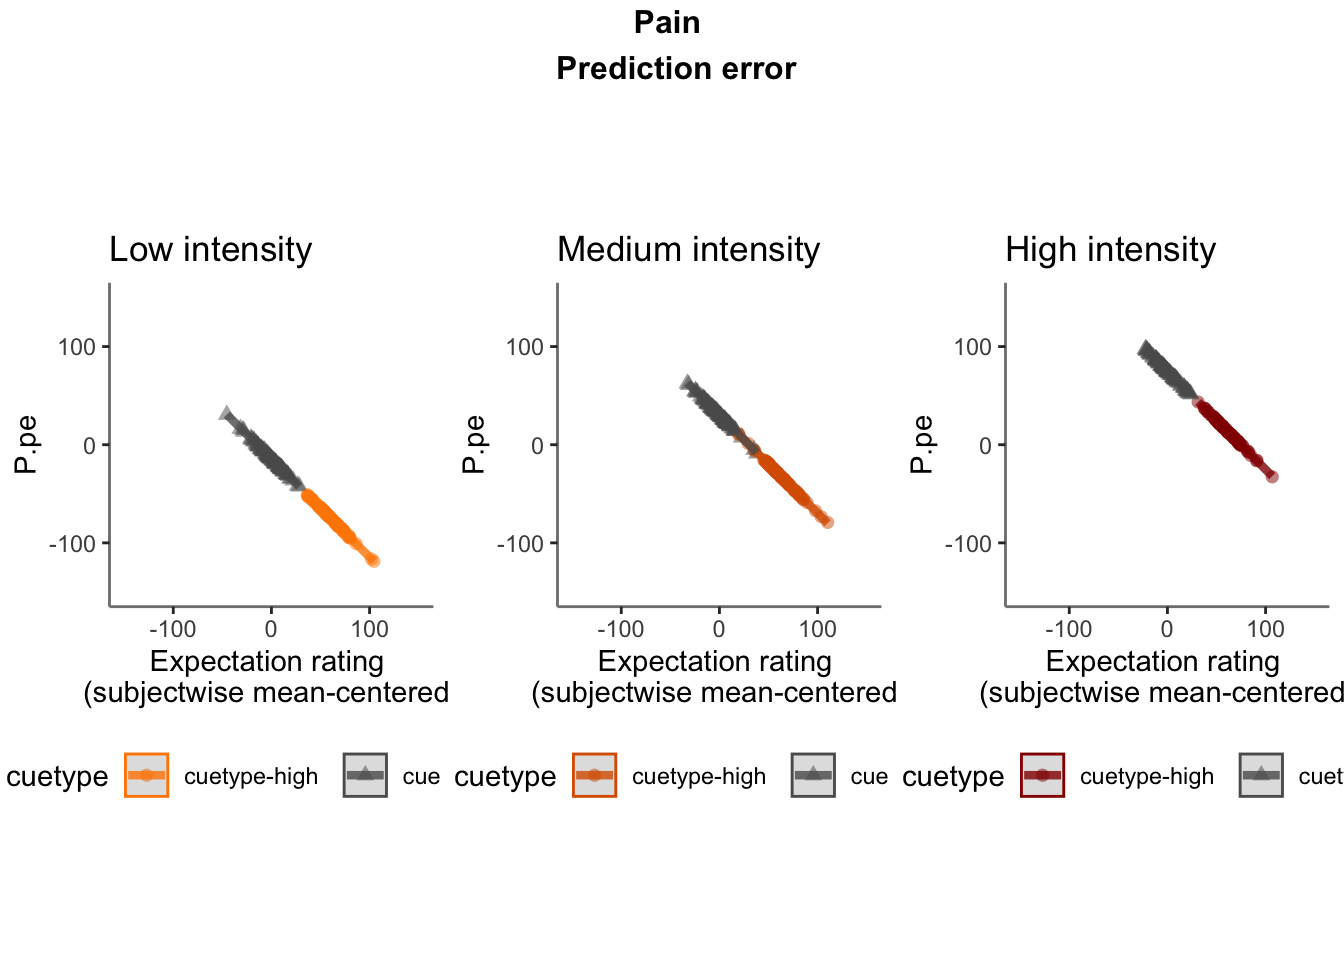 Pain
Prediction error
Low intensity
100
0
-100
P.pe
-100 0 100
Expectation rating
(subjectwise mean-centered
cuetype cuetype-high cue
Medium intensity
100
0
-100
P.pe
-100 0 100
Expectation rating
(subjectwise mean-centered
cuetype cuetype-high cue
High intensity
100
0
-100
P.pe
-100 0 100
Expectation rating
(subjectwise mean-centered
cuetype cuetype-high cuet